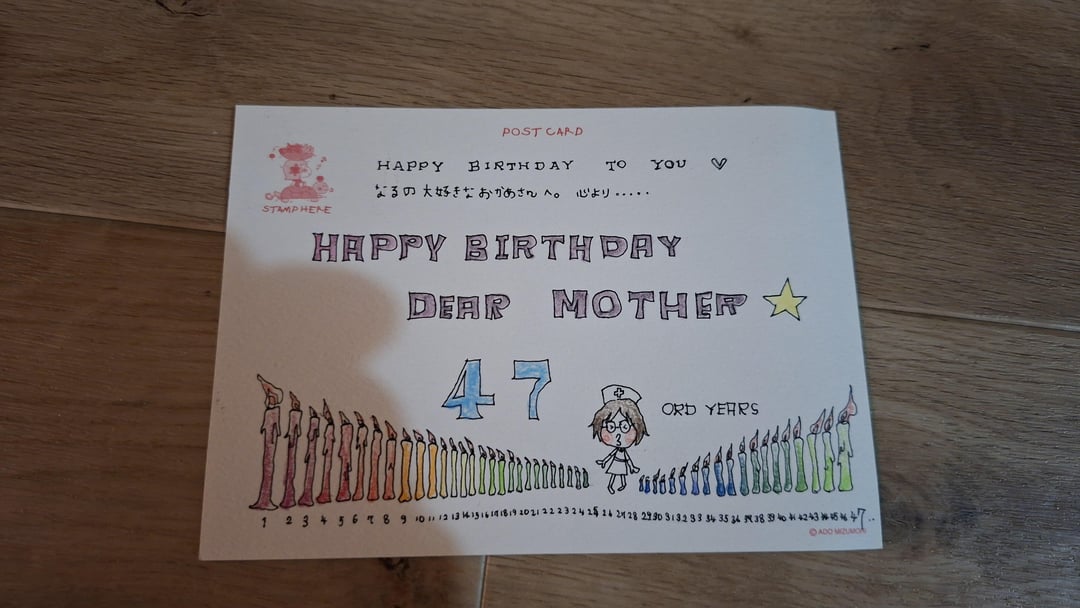 POST CARD
HAPPY BIRTHDAY TO YOU ♡
なるの大好きなおかあさんへ。心より・・・・・
STAMP HERE
HAPPY BIRTHDAY
DEAR MOTHER
47
ORD YEARS
1 2 3 4 5 6 7 8 9 10 11 12 13 14 15 16 17 18 19 20 21 22 23 24 25 26 27 28 29 30 31 32 33 34 35 36 37 38 39 40 41 42 43 44 45 46 47..
© ADO MIZUMORI